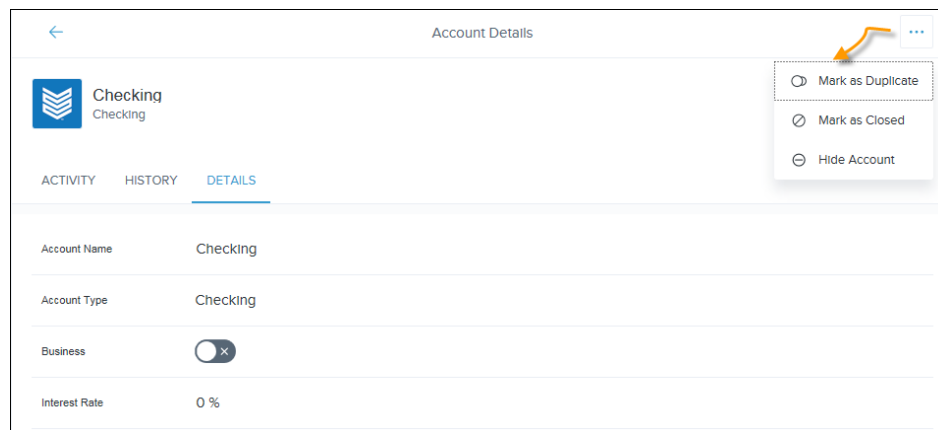 Account Details
Mark as Duplicate
Checking
Checking
Mark as Closed
Hide Account
ACTIVITY HISTORY DETAILS
Account Name Checking
Account Type Checking
Business
Interest Rate 0 %